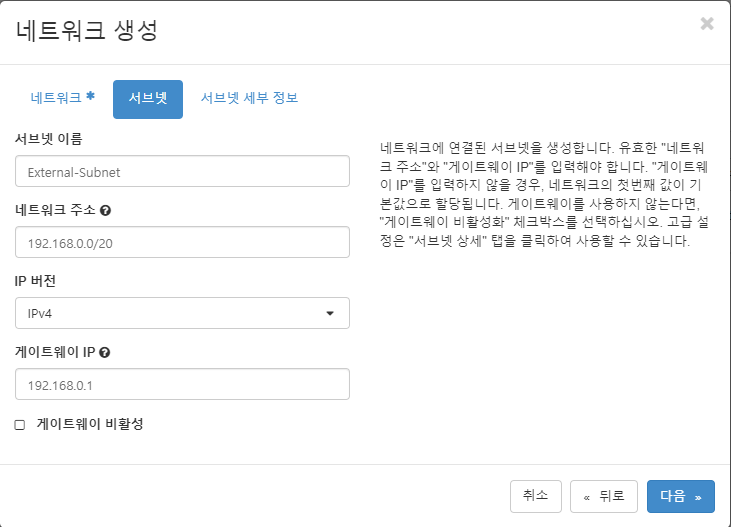 네트워크 생성
×
네트워크 *
서브넷
서브넷 세부 정보
서브넷 이름
External-Subnet
네트워크 주소 ?
192.168.0.0/20
IP 버전
IPv4
게이트웨이 IP ?
192.168.0.1
게이트웨이 비활성
네트워크에 연결된 서브넷을 생성합니다. 유효한 "네트워
크 주소"와 "게이트웨이 IP"를 입력해야 합니다. "게이트웨
이 IP"를 입력하지 않을 경우, 네트워크의 첫번째 값이 기
본값으로 할당됩니다. 게이트웨이를 사용하지 않는다면,
"게이트웨이 비활성화" 체크박스를 선택하십시오. 고급 설
정은 "서브넷 상세" 탭을 클릭하여 사용할 수 있습니다.
취소
« 뒤로
다음 »